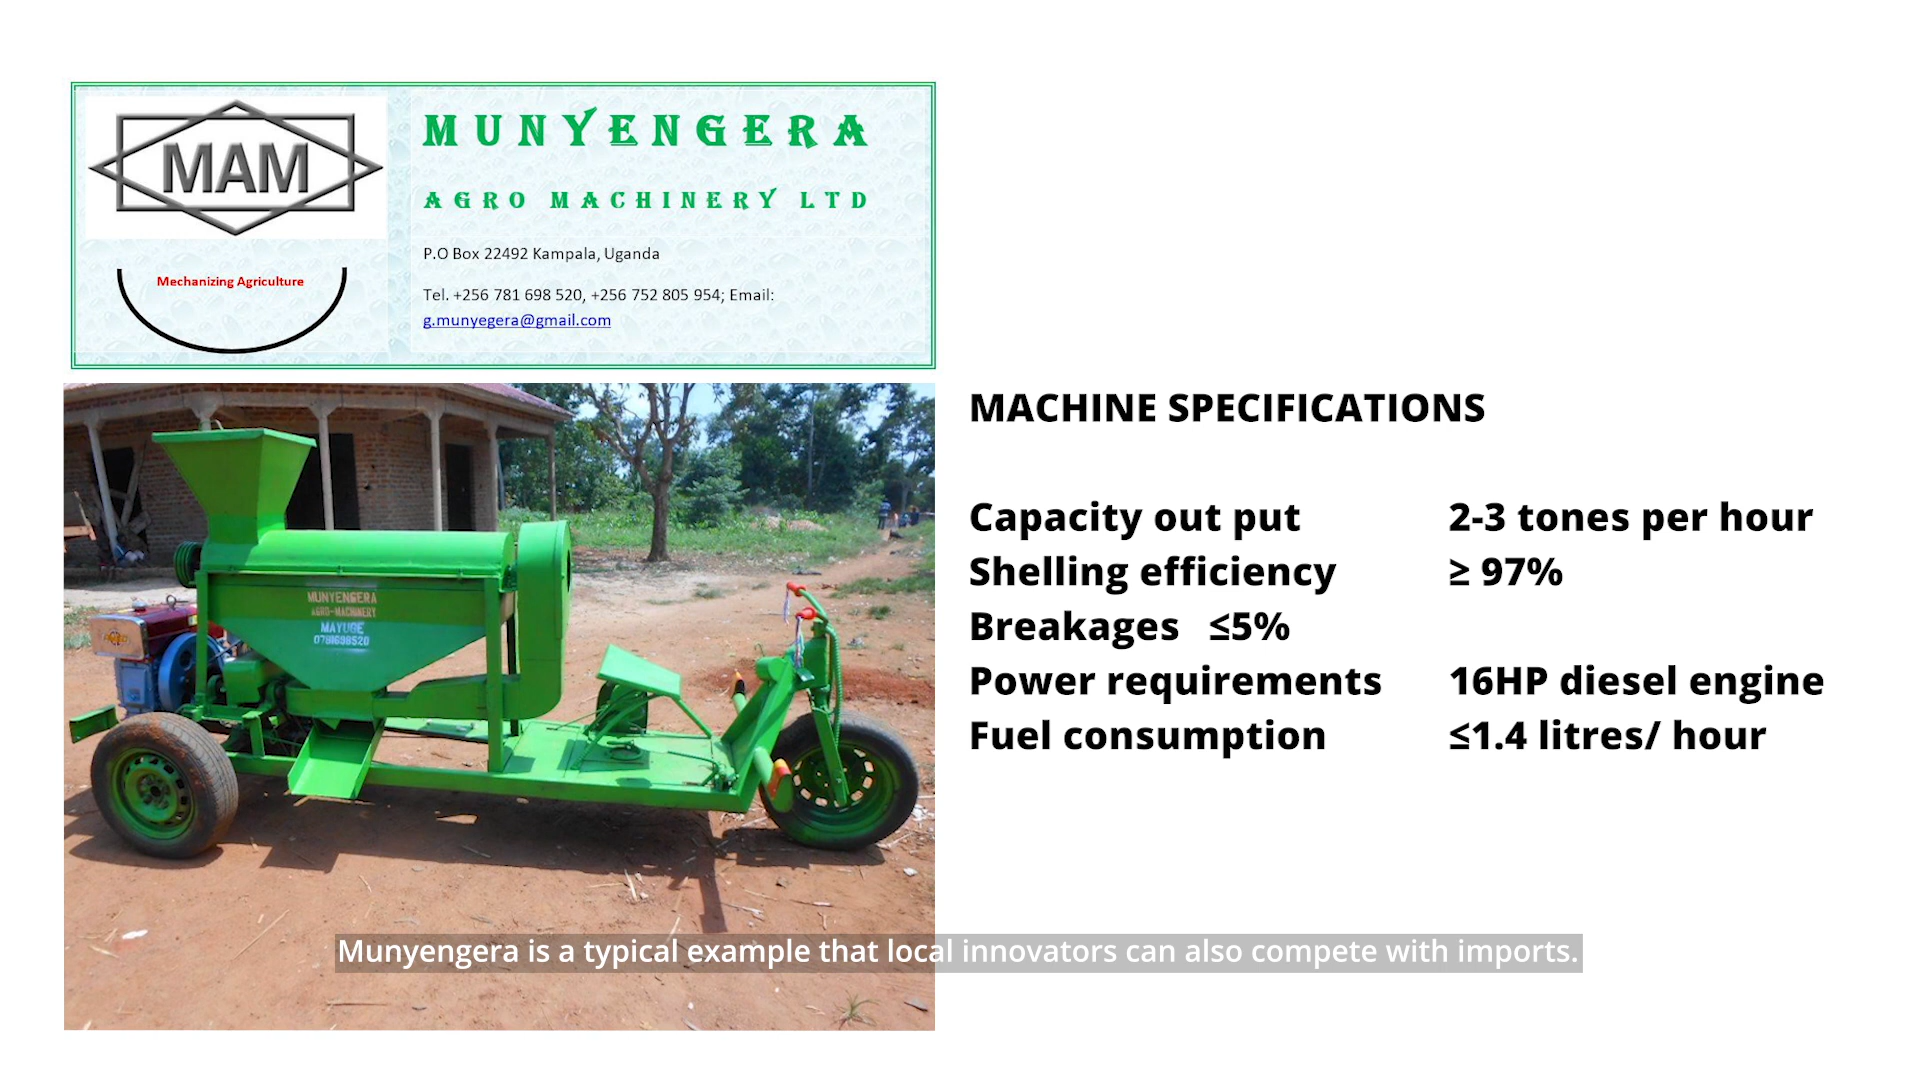 MAM
Mechanizing Agriculture
MUNYENGERA
AGRO MACHINERY LTD
P.O Box 22492 Kampala, Uganda
Tel. +256 781 698 520, +256 752 805 954; Email:
g.munyegera@gmail.com
MUNYENGERA
AGRO-MACHINERY
MAYUGE
0781698520
MACHINE SPECIFICATIONS
Capacity out put 2-3 tones per hour
Shelling efficiency ≥ 97%
Breakages ≤5%
Power requirements 16HP diesel engine
Fuel consumption ≤1.4 litres/ hour
Munyengera is a typical example that local innovators can also compete with imports.